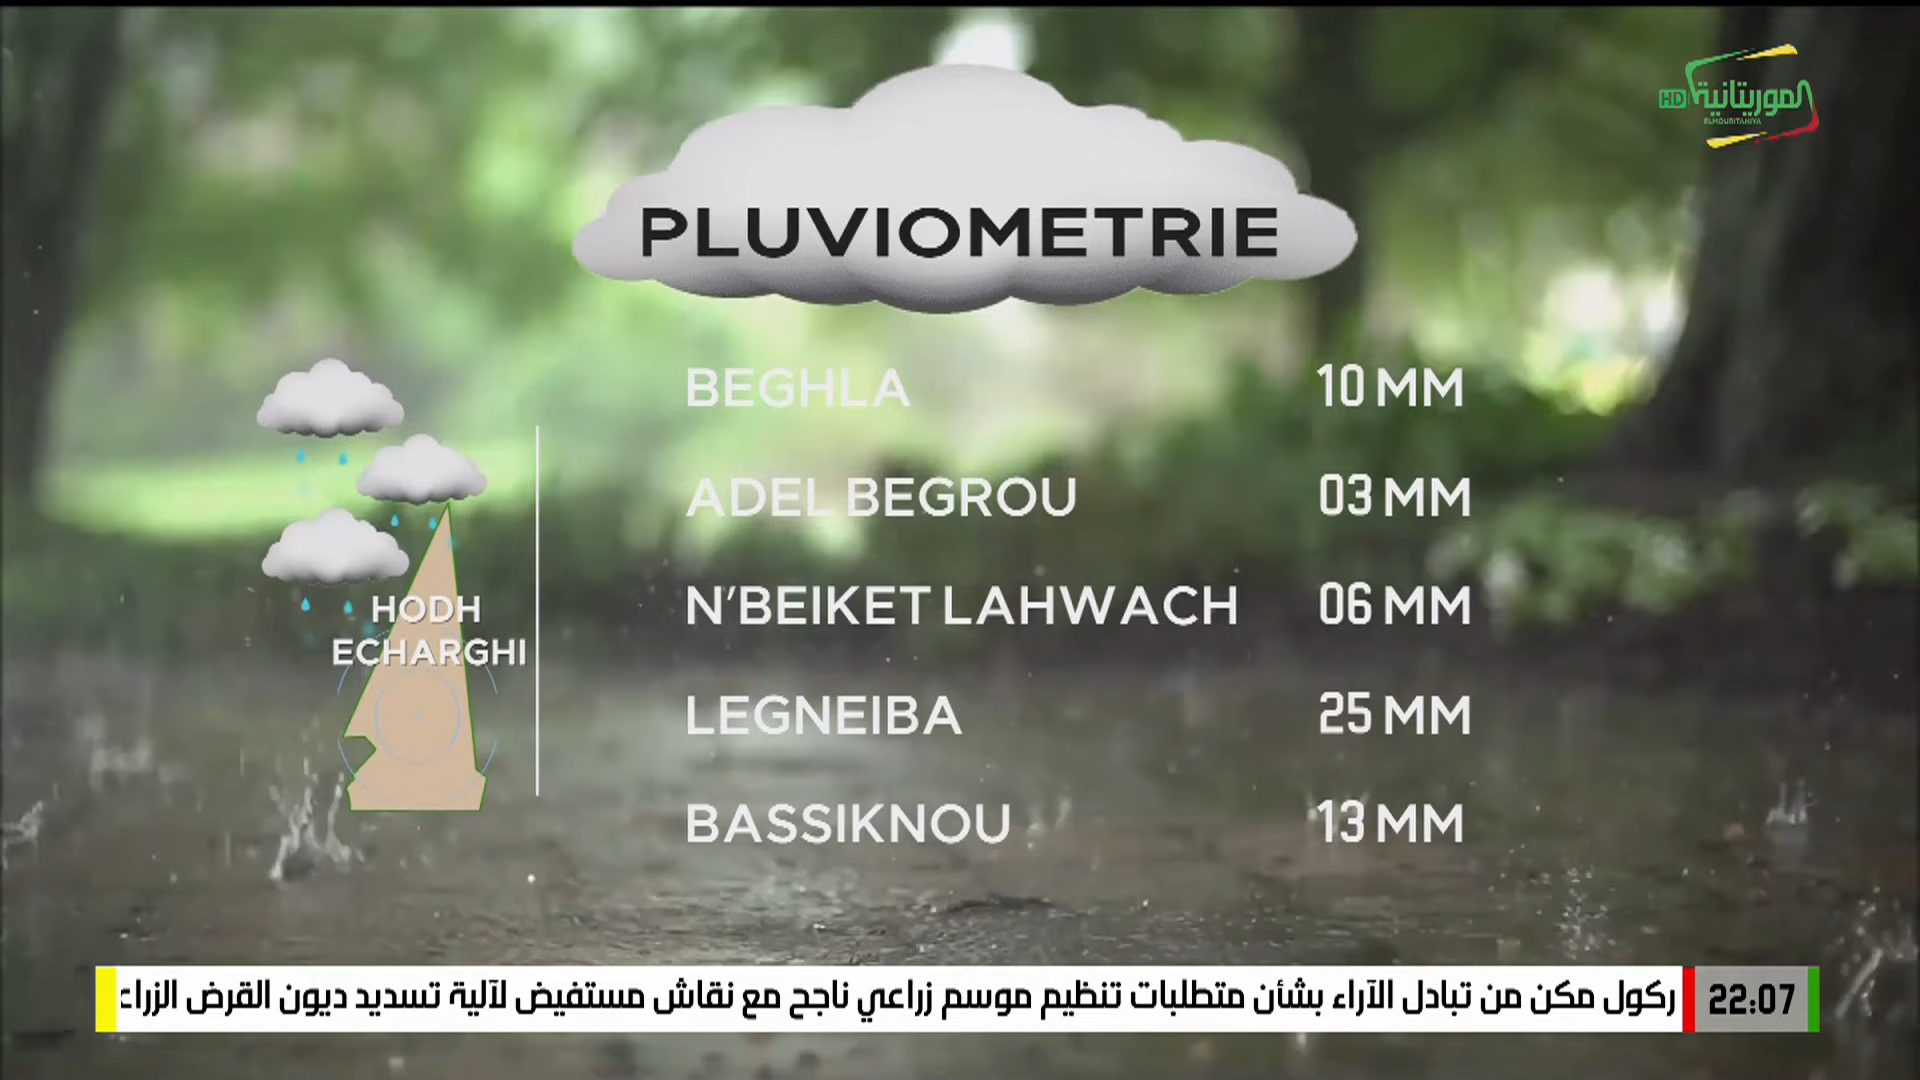 HD الموريتانية
ELMOURITANIYA
PLUVIOMETRIE
BEGHLA 10 MM
ADEL BEGROU 03 MM
N'BEIKET LAHWACH 06 MM
LEGNEIBA 25 MM
BASSIKNOU 13 MM
HODH
ECHARGHI
ركول مكن من تبادل الآراء بشأن متطلبات تنظيم موسم زراعي ناجح مع نقاش مستفيض لآلية تسديد ديون القرض الزراع
22:07